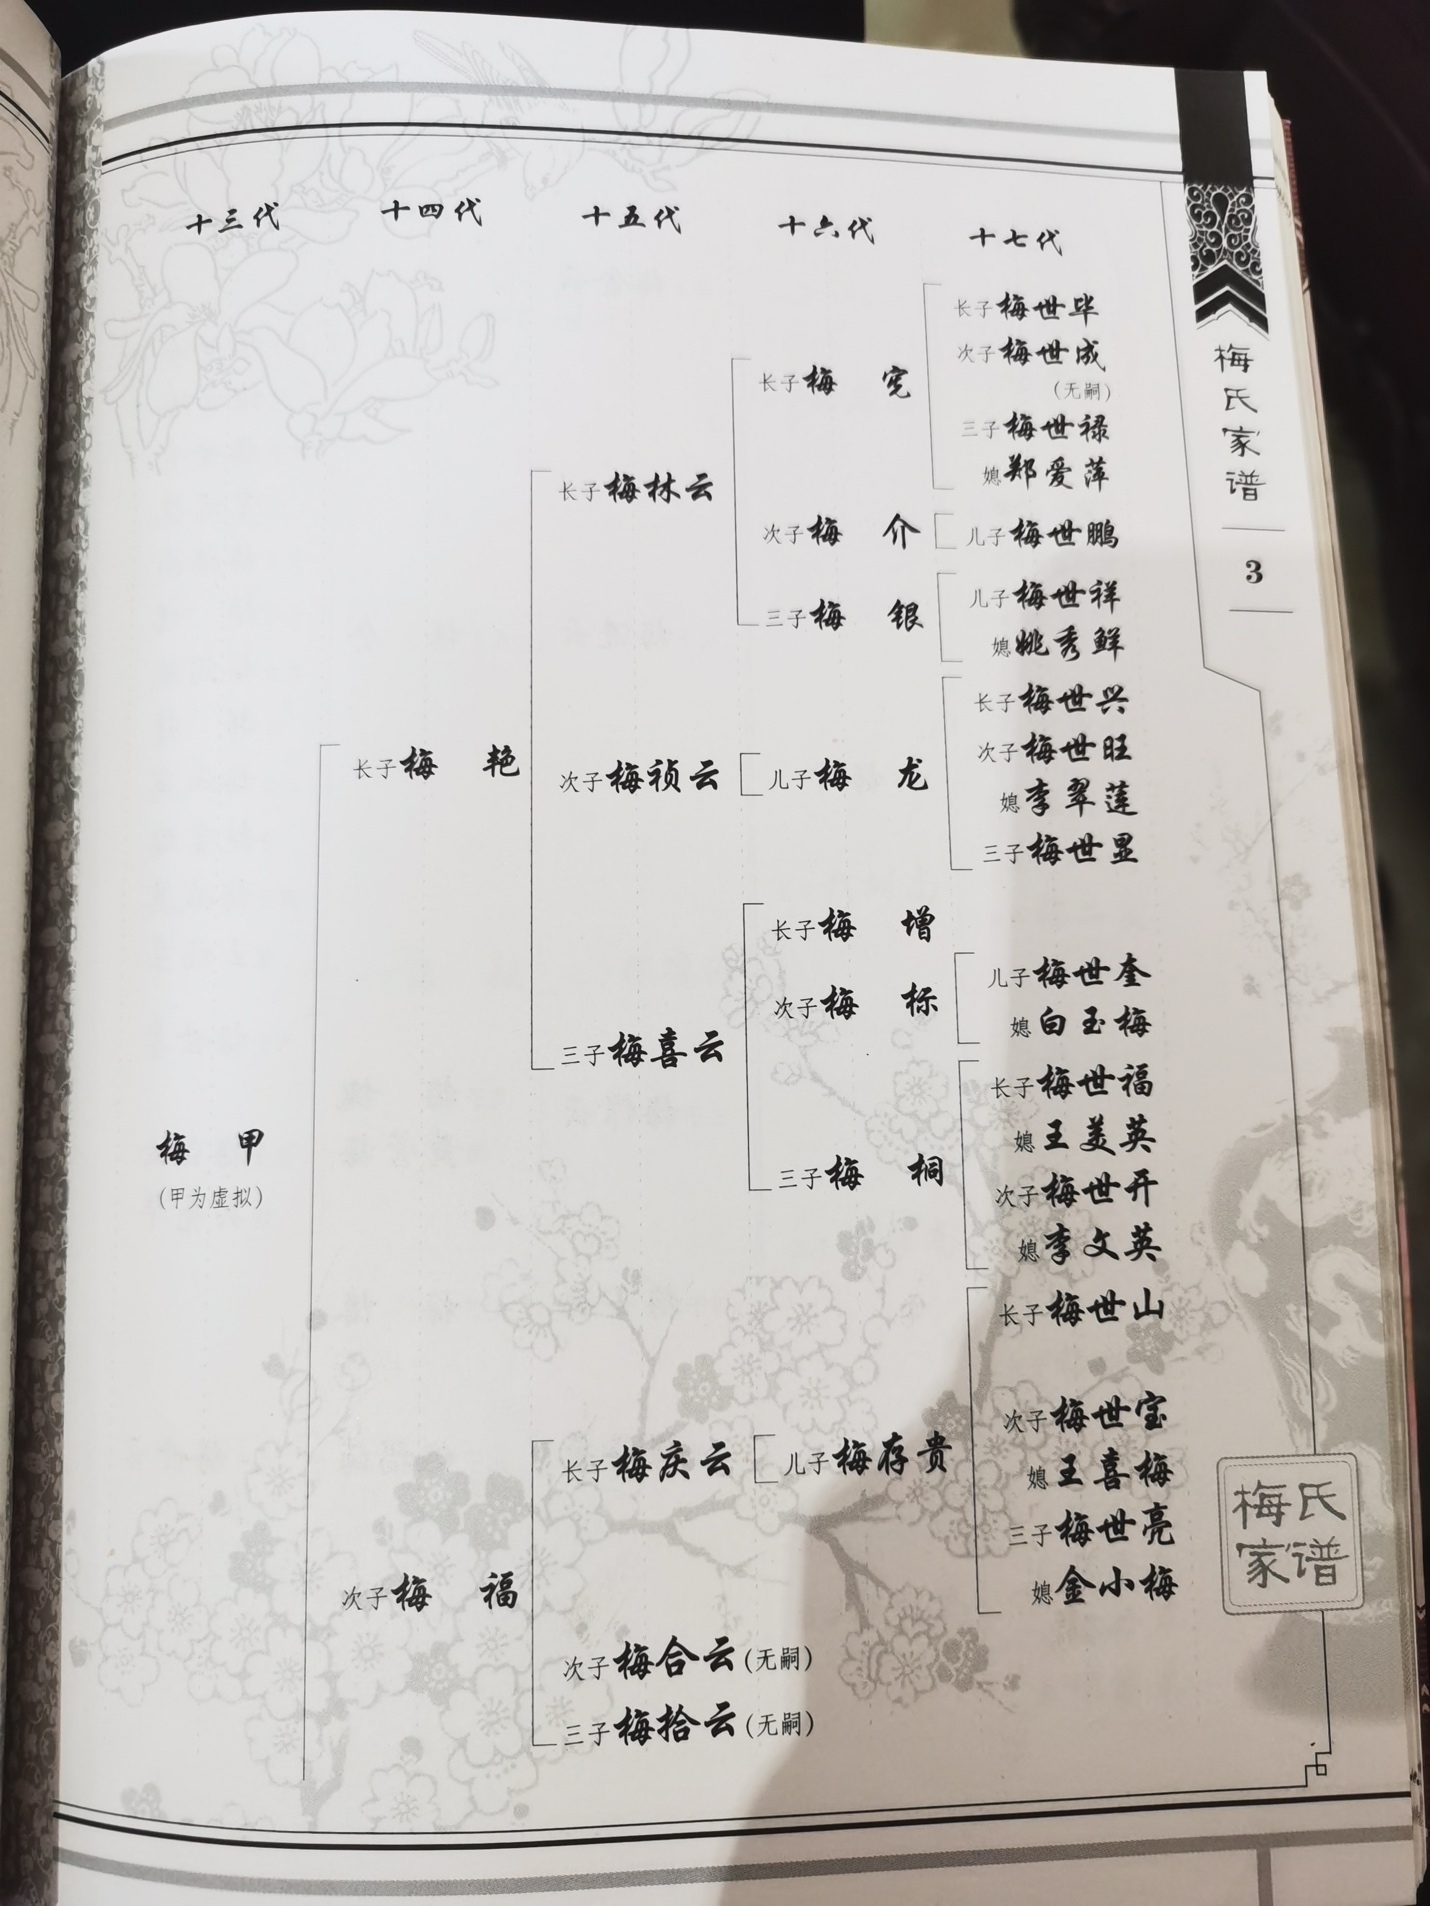 十三代 十四代 十五代 十六代 十七代
长子梅世毕
次子梅世成
(无嗣)
长子梅 宪
三子梅世禄
媳郑爱萍
长子梅林云
次子梅 介
儿子梅世鹏
三子梅 银
儿子梅世祥
媳姚秀鲜
长子梅世兴
长子梅 艳
次子梅祯云
儿子梅 龙
次子梅世旺
媳李翠莲
三子梅世显
长子梅 增
次子梅 标
儿子梅世奎
媳白玉梅
三子梅喜云
长子梅世福
媳王美英
梅 甲
(甲为虚拟)
三子梅 桐
次子梅世开
媳李文英
长子梅世山
次子梅世宝
长子梅庆云
儿子梅存贵
媳王喜梅
三子梅世亮
次子梅 福
媳金小梅
次子梅合云(无嗣)
三子梅拾云(无嗣)
梅氏家谱
3
梅氏
家谱